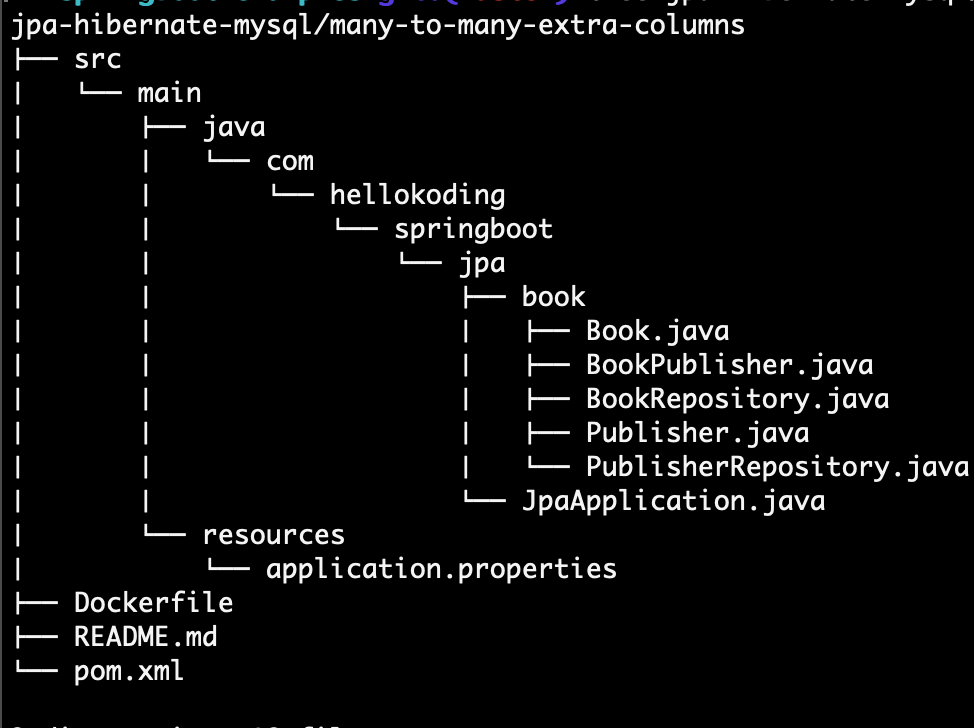 jpa-hibernate-mysql/many-to-many-extra-columns
├── src
│   └── main
│       ├── java
│       │   └── com
│       │       └── hellokoding
│       │           └── springboot
│       │               └── jpa
│       │                   ├── book
│       │                   │   ├── Book.java
│       │                   │   ├── BookPublisher.java
│       │                   │   ├── BookRepository.java
│       │                   │   ├── Publisher.java
│       │                   │   └── PublisherRepository.java
│       │                   └── JpaApplication.java
│       └── resources
│           └── application.properties
├── Dockerfile
├── README.md
└── pom.xml